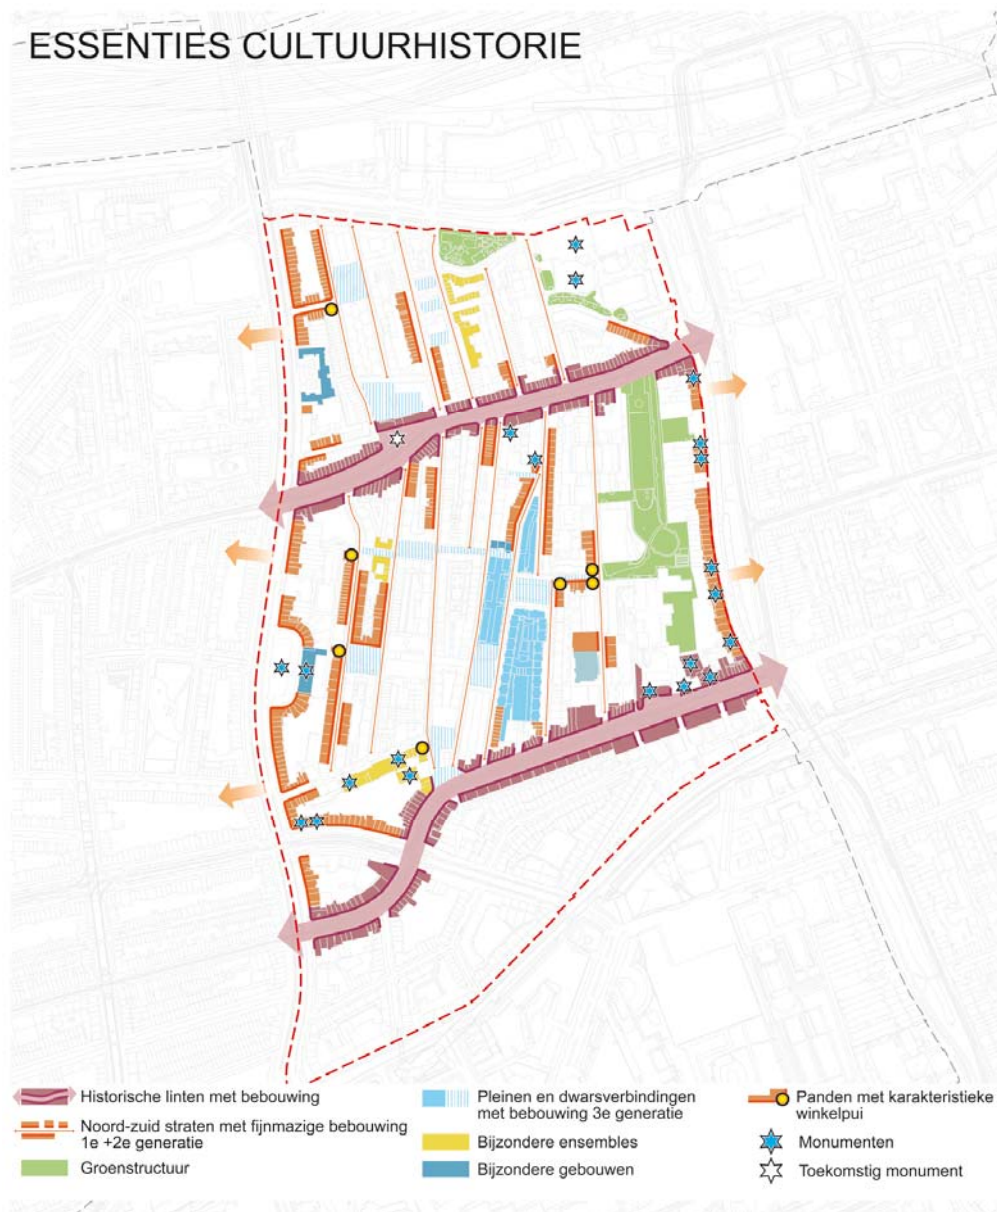 ESSENTIES CULTUURHISTORIE
Historische linten met bebouwing
Noord-zuid straten met fijnmazige bebouwing
1e +2e generatie
Groenstructuur
Pleinen en dwarsverbindingen
met bebouwing 3e generatie
Bijzondere ensembles
Bijzondere gebouwen
Panden met karakteristieke
winkelpui
Monumenten
Toekomstig monument